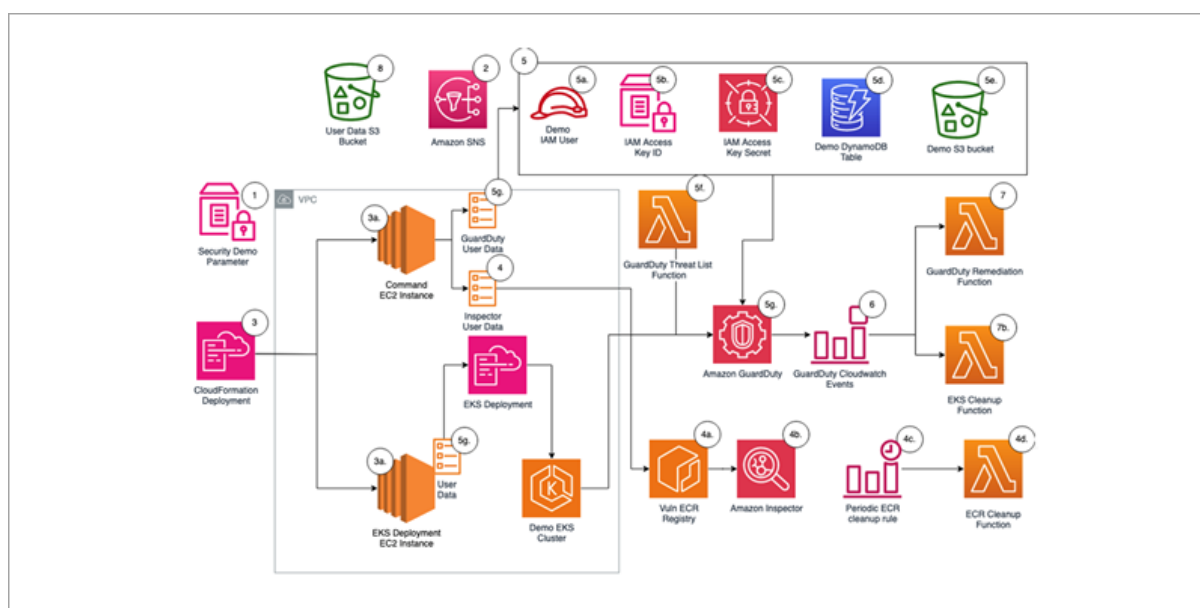 8
User Data S3
Bucket
2
Amazon SNS
5
5a.
Demo
IAM User
5b.
IAM Access
Key ID
5c.
IAM Access
Key Secret
5d.
Demo DynamoDB
Table
5e.
Demo S3 bucket
1
Security Demo
Parameter
VPC
3a.
Command
EC2 Instance
5g.
GuardDuty
User Data
4
Inspector
User Data
5f.
GuardDuty Threat List
Function
7
GuardDuty Remediation
Function
3
CloudFormation
Deployment
EKS Deployment
5g.
Amazon GuardDuty
6
GuardDuty Cloudwatch
Events
7b.
EKS Cleanup
Function
3a.
EKS Deployment
EC2 Instance
5g.
User
Data
Demo EKS
Cluster
4a.
Vuln ECR
Registry
4b.
Amazon Inspector
4c.
Periodic ECR
cleanup rule
4d.
ECR Cleanup
Function